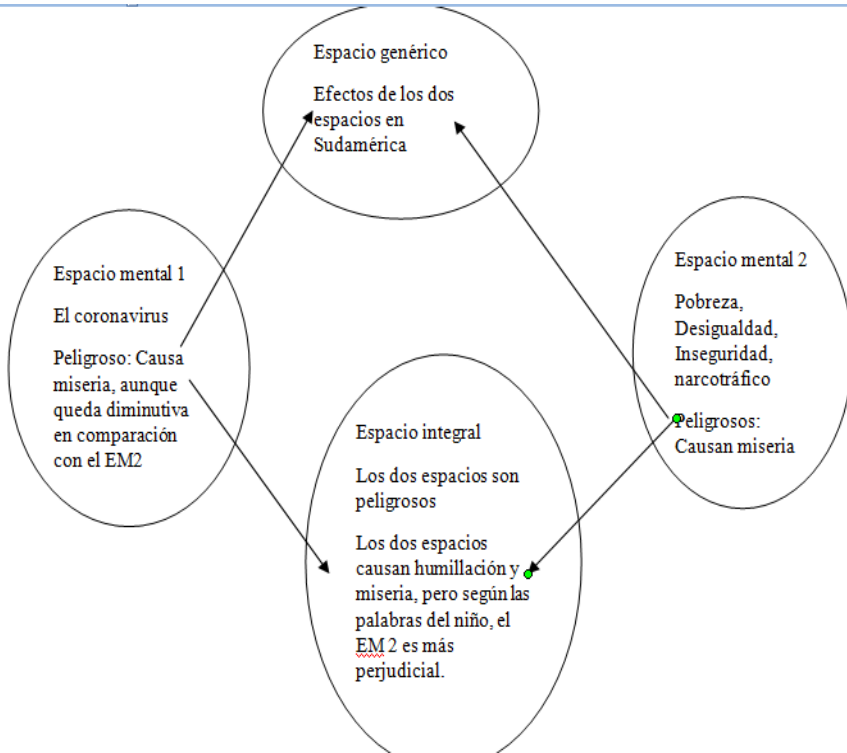 Espacio genérico
Efectos de los dos
espacios en
Sudamérica
Espacio mental 1
El coronavirus
Peligroso: Causa
miseria, aunque
queda diminutiva
en comparación
con el EM2
Espacio mental 2
Pobreza,
Desigualdad,
Inseguridad,
narcotráfico
Peligrosos:
Causan miseria
Espacio integral
Los dos espacios son
peligrosos
Los dos espacios
causan humillación y
miseria, pero según las
palabras del niño, el
EM 2 es más
perjudicial.